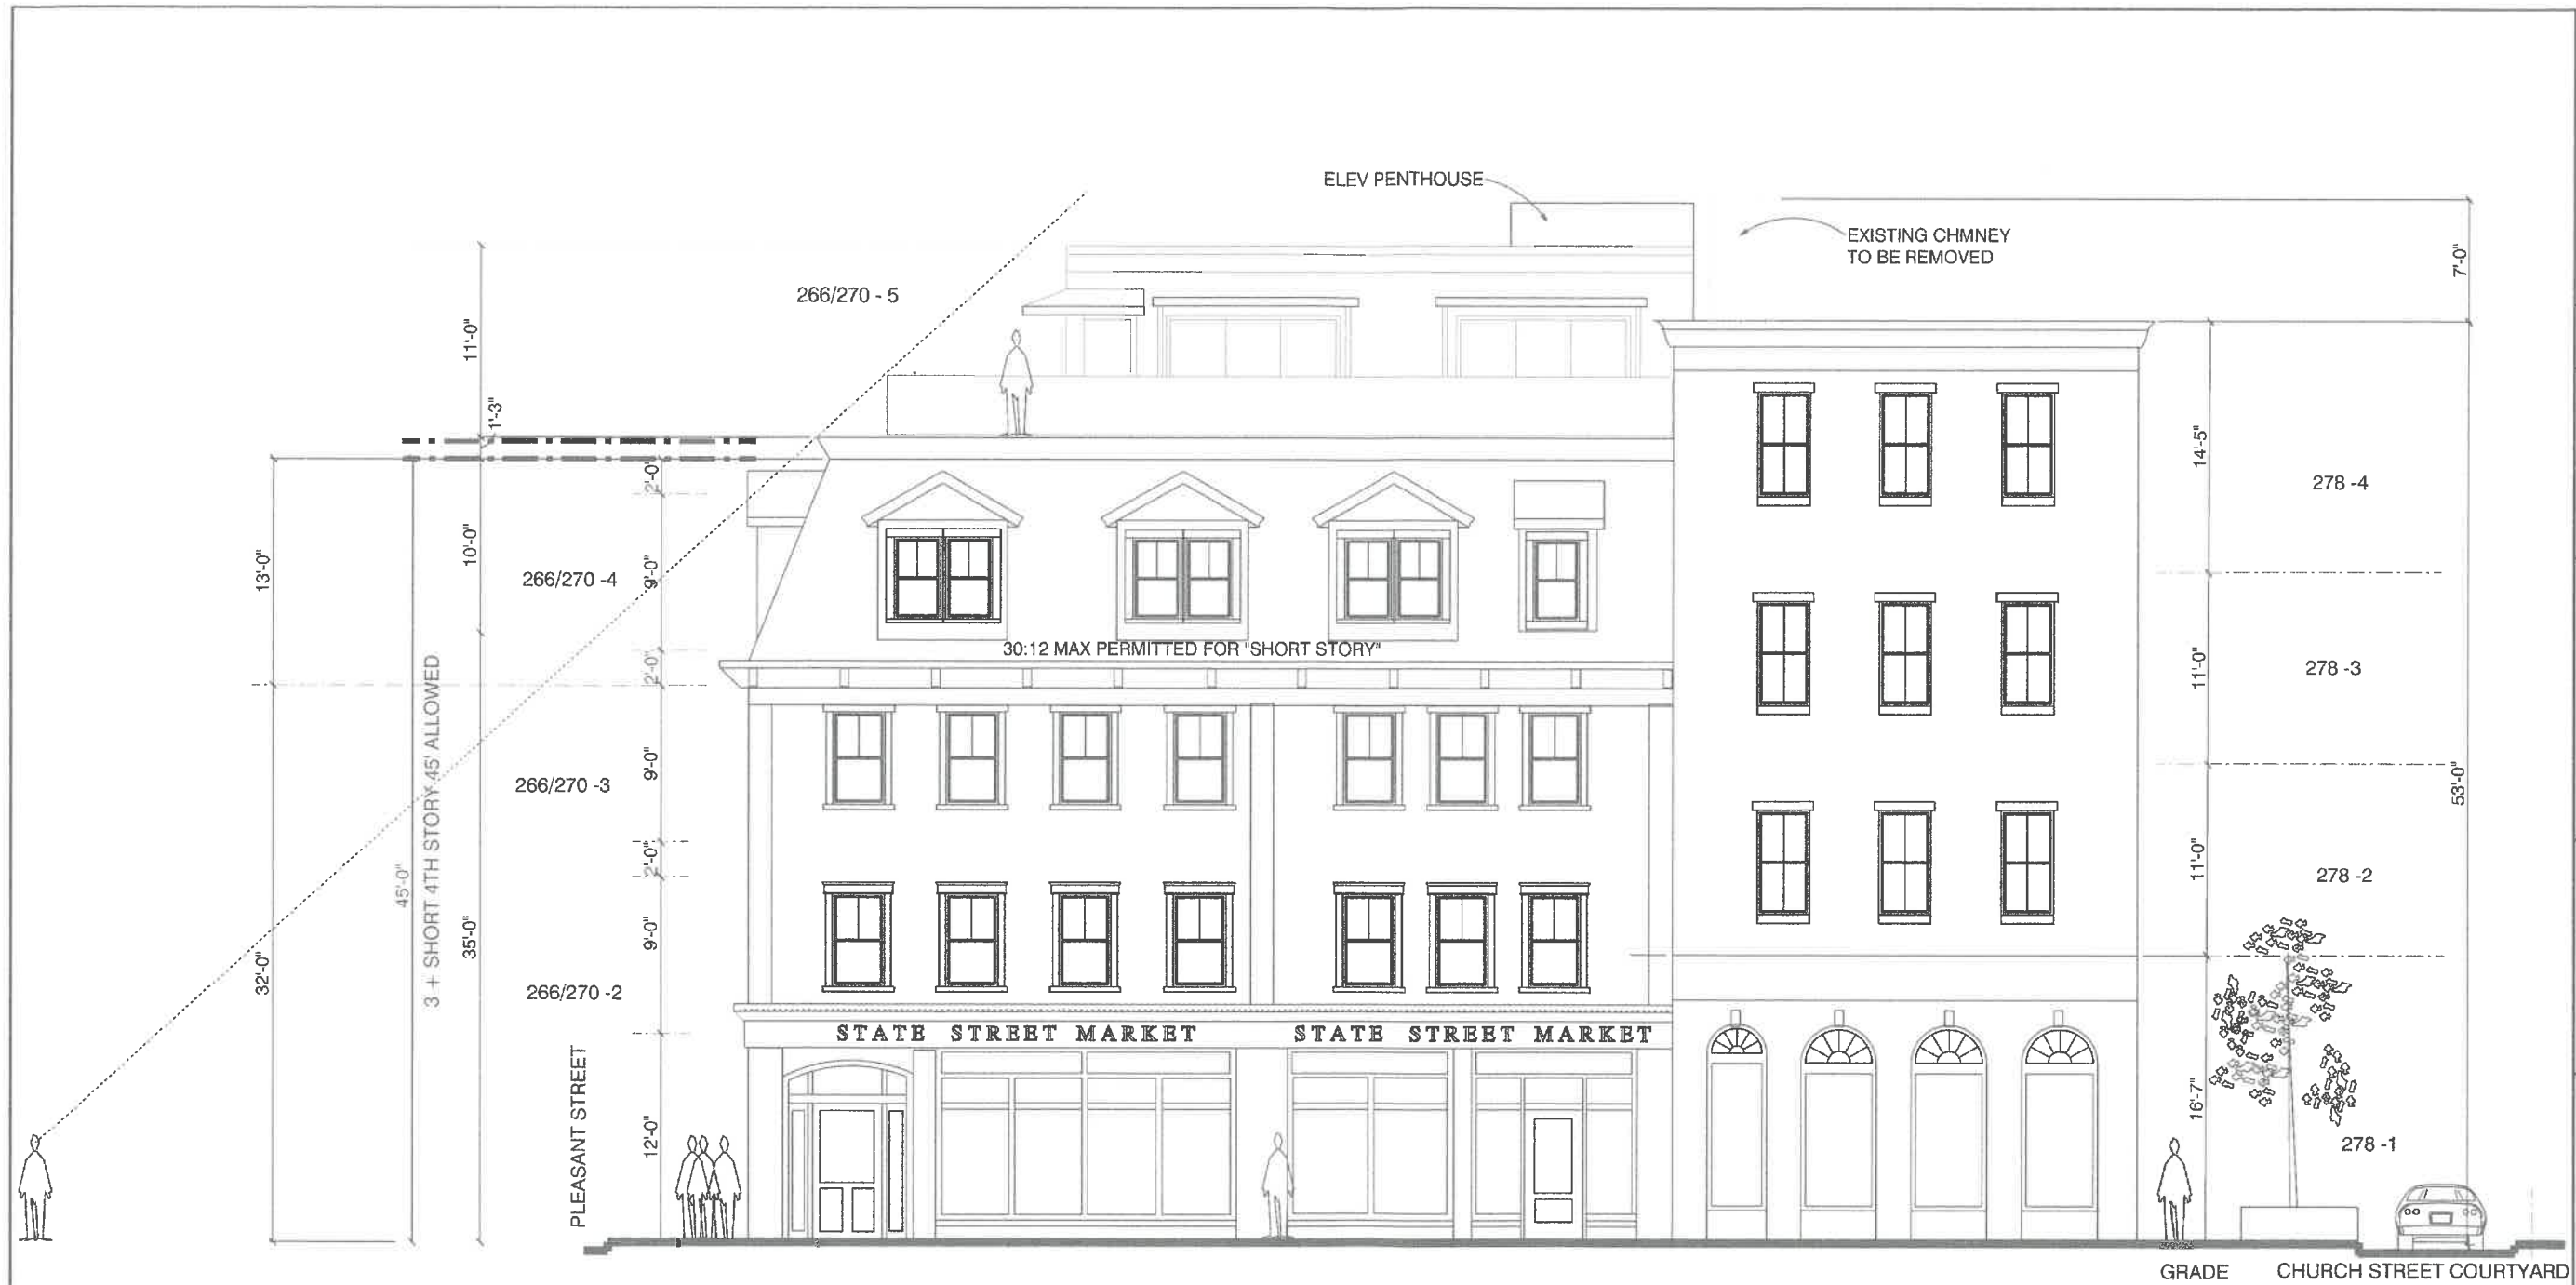 ELEV PENTHOUSE
EXISTING CHMNEY
TO BE REMOVED
7'-0"
266/270 - 5
11'-0"
1'-3"
2'-0"
14'-5"
278 -4
13'-0"
10'-0"
266/270 -4
9'-0"
30:12 MAX PERMITTED FOR "SHORT STORY"
2'-0"
11'-0"
278 -3
3 + SHORT 4TH STORY-45' ALLOWED
266/270 -3
9'-0"
53'-0"
2'-0"
11'-0"
278 -2
45'-0"
35'-0"
9'-0"
32'-0"
266/270 -2
STATE STREET MARKET
STATE STREET MARKET
PLEASANT STREET
12'-0"
16'-7"
278 -1
GRADE
CHURCH STREET COURTYARD